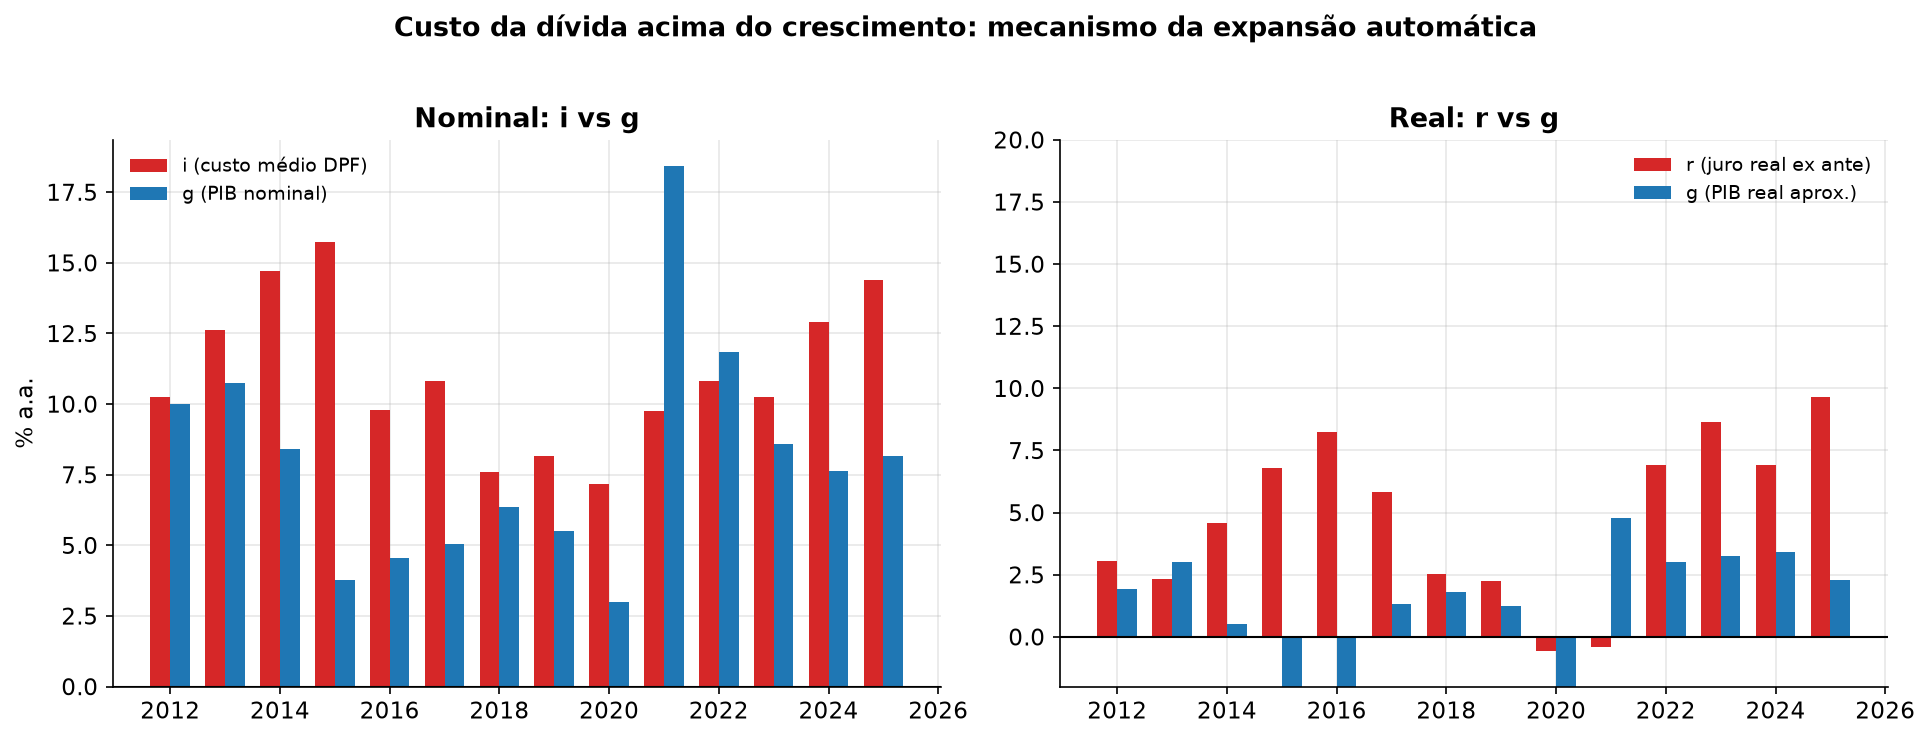 Custo da dívida acima do crescimento: mecanismo da expansão automática
Nominal: i vs g
i (custo médio DPF)
g (PIB nominal)
% a.a.
17.5
15.0
12.5
10.0
7.5
5.0
2.5
0.0
2012 2014 2016 2018 2020 2022 2024 2026
Real: r vs g
r (juro real ex ante)
g (PIB real aprox.)
20.0
17.5
15.0
12.5
10.0
7.5
5.0
2.5
0.0
2012 2014 2016 2018 2020 2022 2024 2026